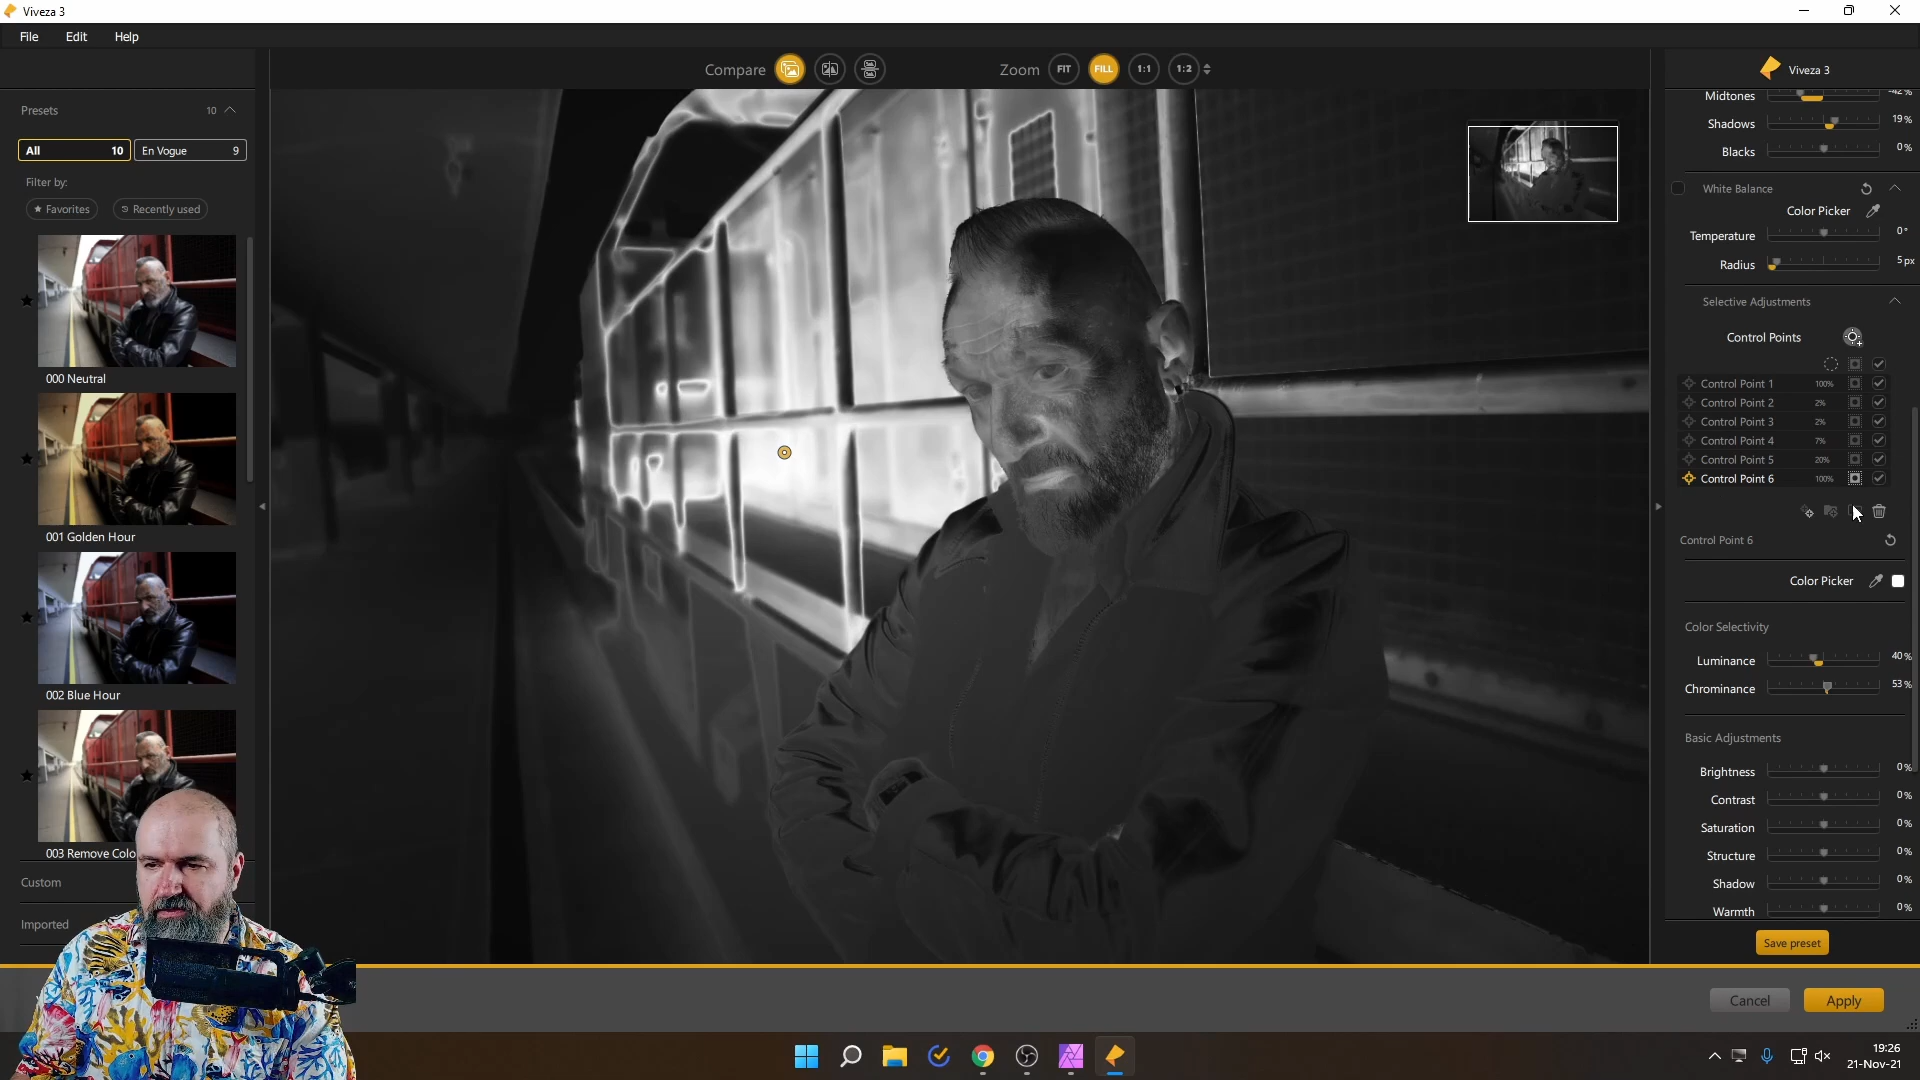 Viveza 3
File Edit Help
Compare Zoom FIT FILL 1:1 1:2
Viveza 3
Presets 10
All 10 En Vogue 9
Filter by:
Favorites Recently used
000 Neutral
001 Golden Hour
002 Blue Hour
003 Remove Colo
Custom
Imported
Midtones -42%
Shadows 19%
Blacks 0%
White Balance
Color Picker
Temperature 0°
Radius 5 px
Selective Adjustments
Control Points
Control Point 1 100%
Control Point 2 2%
Control Point 3 2%
Control Point 4 7%
Control Point 5 20%
Control Point 6 100%
Control Point 6
Color Picker
Color Selectivity
Luminance 40%
Chrominance 53%
Basic Adjustments
Brightness 0%
Contrast 0%
Saturation 0%
Structure 0%
Shadow 0%
Warmth 0%
Save preset
Cancel Apply
19:26
21-Nov-21